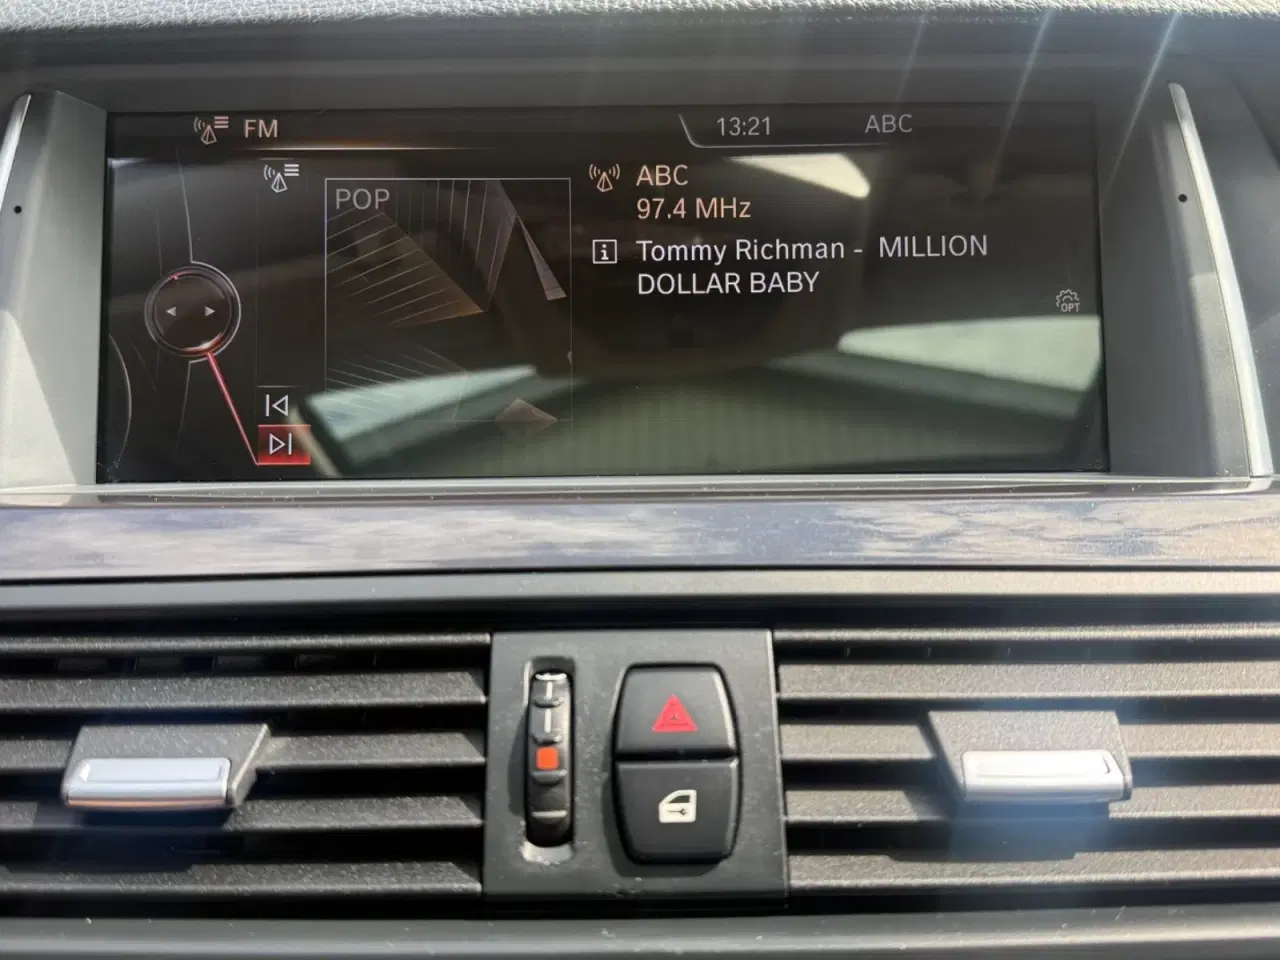 FM
13:21
ABC
POP
ABC
97.4 MHz
i Tommy Richman - MILLION
DOLLAR BABY
OPT